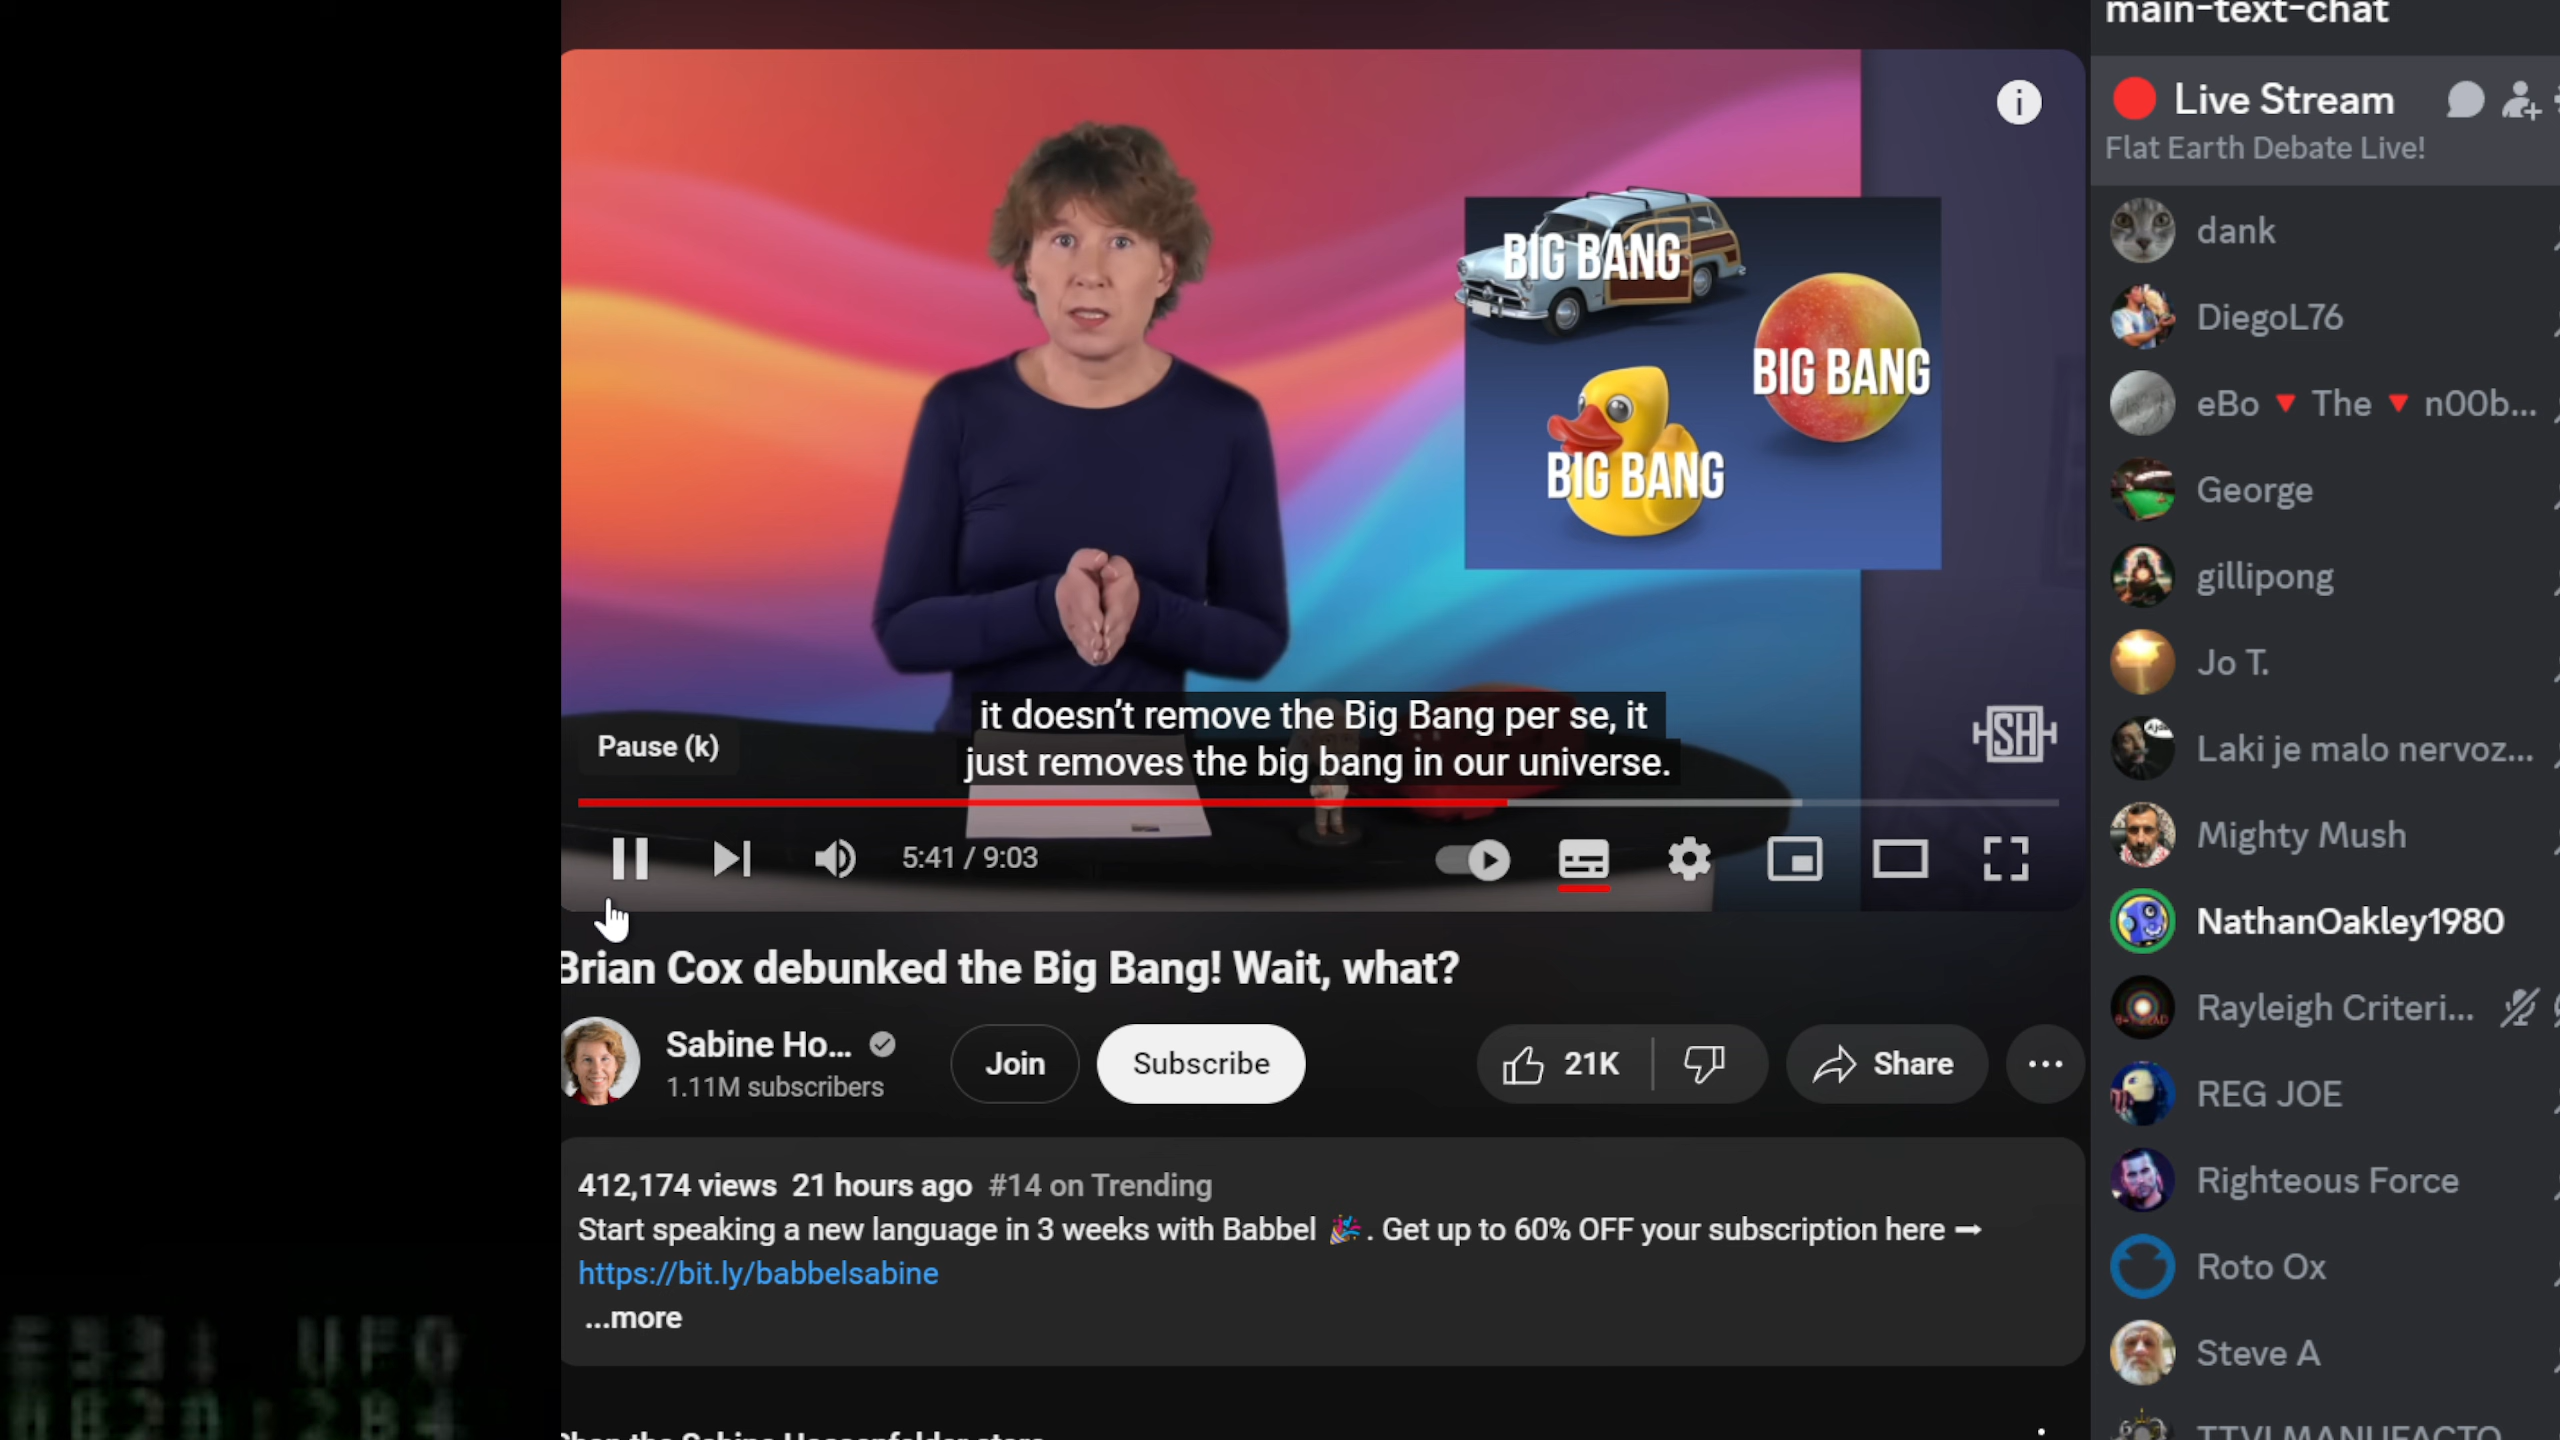 BIG BANG
BIG BANG
BIG BANG
it doesn't remove the Big Bang per se, it
just removes the big bang in our universe.
SH
Pause (k)
5:41 / 9:03
Brian Cox debunked the Big Bang! Wait, what?
Sabine Ho...
1.11M subscribers
Join
Subscribe
21K
Share
412,174 views 21 hours ago #14 on Trending
Start speaking a new language in 3 weeks with Babbel 🎉. Get up to 60% OFF your subscription here ➞
https://bit.ly/babbelsabine
...more
main-text-chat
Live Stream
Flat Earth Debate Live!
dank
DiegoL76
eBo 🔻 The 🔻 n00b...
George
gillipong
Jo T.
Laki je malo nervoz...
Mighty Mush
NathanOakley1980
Rayleigh Criteri...
REG JOE
Righteous Force
Roto Ox
Steve A